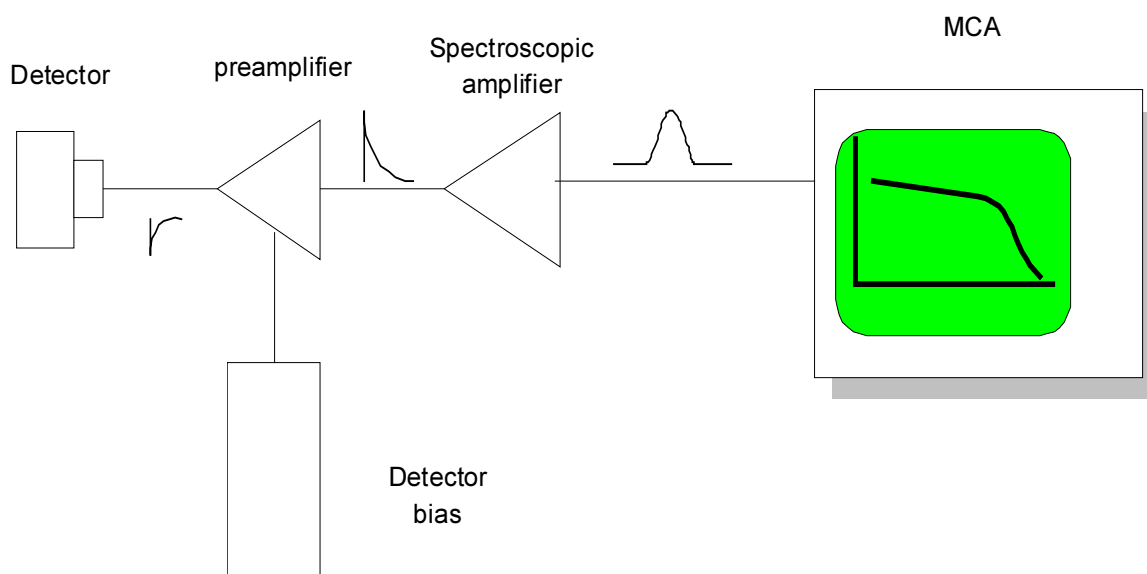 MCA
Spectroscopic
amplifier
preamplifier
Detector
Detector
bias